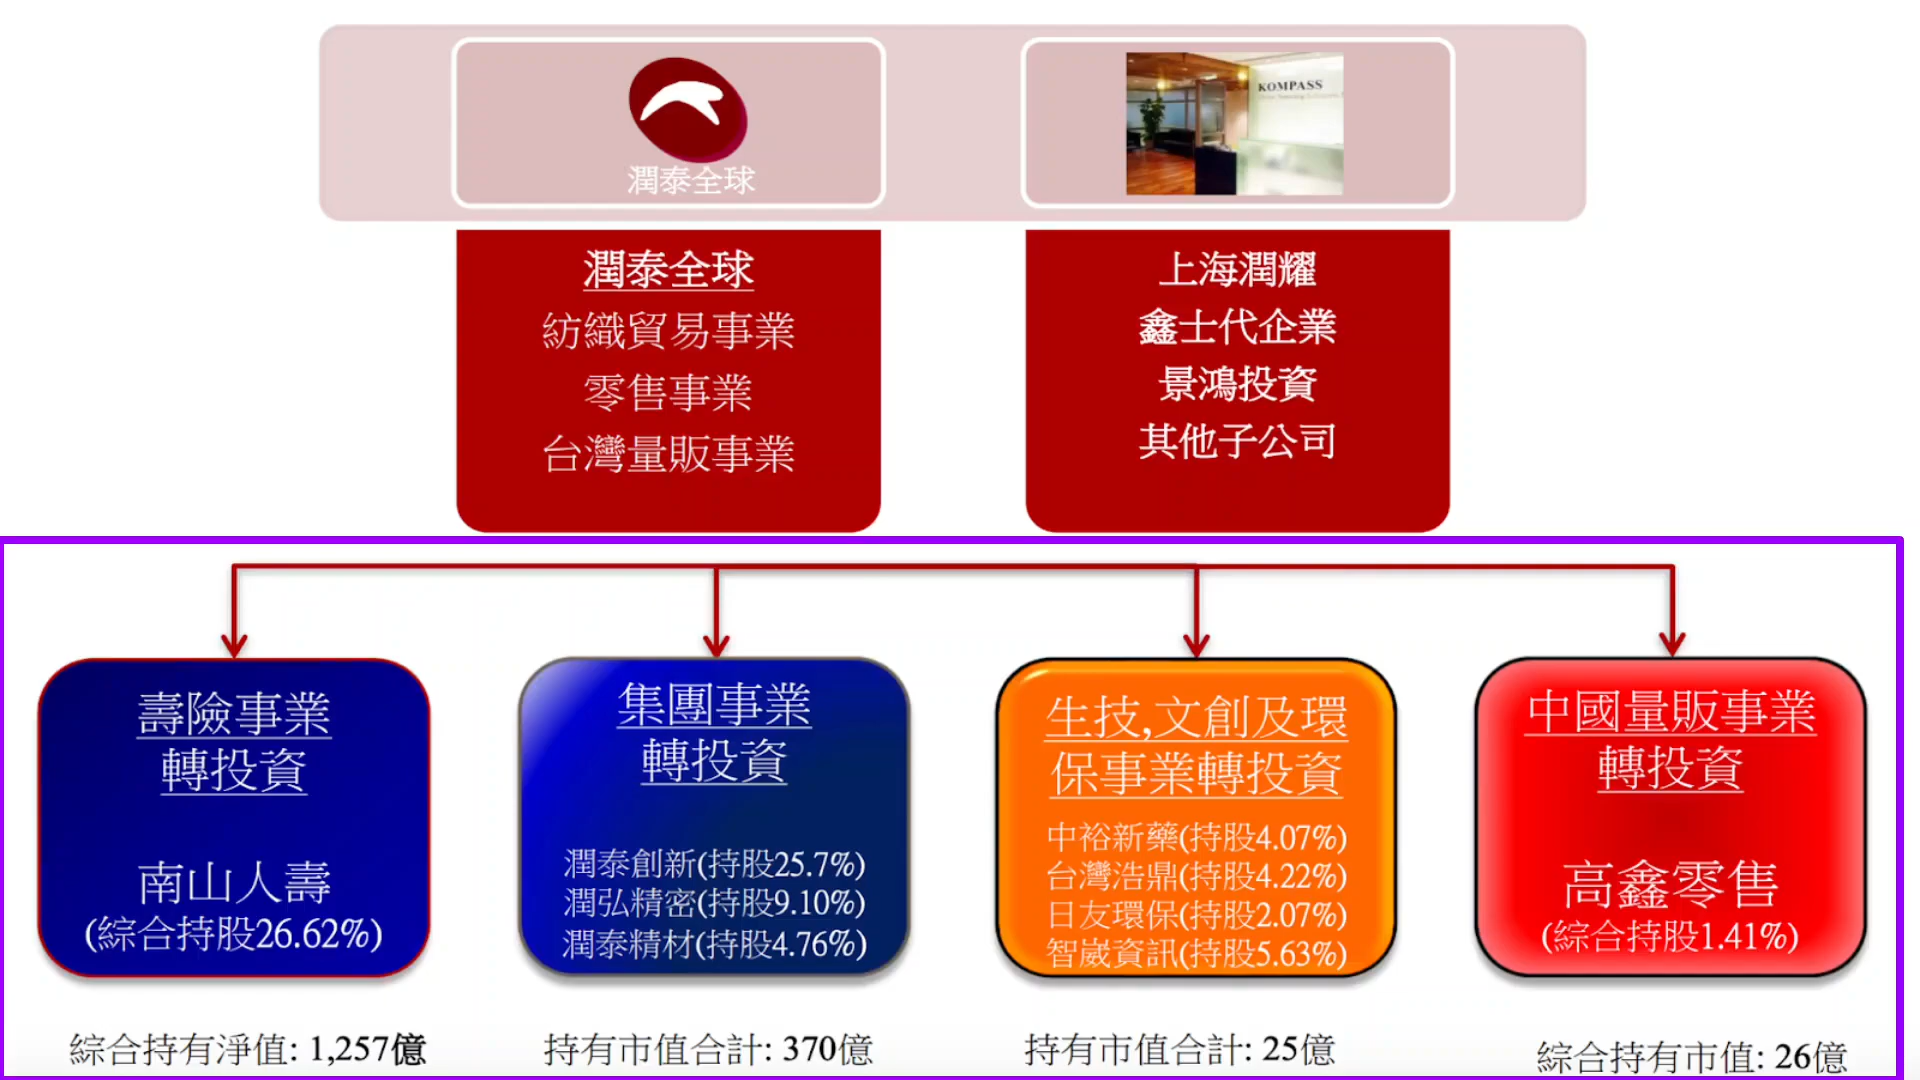 潤泰全球
KOMPASS
潤泰全球
紡織貿易事業
零售事業
台灣量販事業
上海潤耀
鑫士代企業
景鴻投資
其他子公司
壽險事業
轉投資
南山人壽
(綜合持股26.62%)
綜合持有淨值: 1,257億
集團事業
轉投資
潤泰創新(持股25.7%)
潤弘精密(持股9.10%)
潤泰精材(持股4.76%)
持有市值合計: 370億
生技,文創及環
保事業轉投資
中裕新藥(持股4.07%)
台灣浩鼎(持股4.22%)
日友環保(持股2.07%)
智崴資訊(持股5.63%)
持有市值合計: 25億
中國量販事業
轉投資
高鑫零售
(綜合持股1.41%)
綜合持有市值: 26億